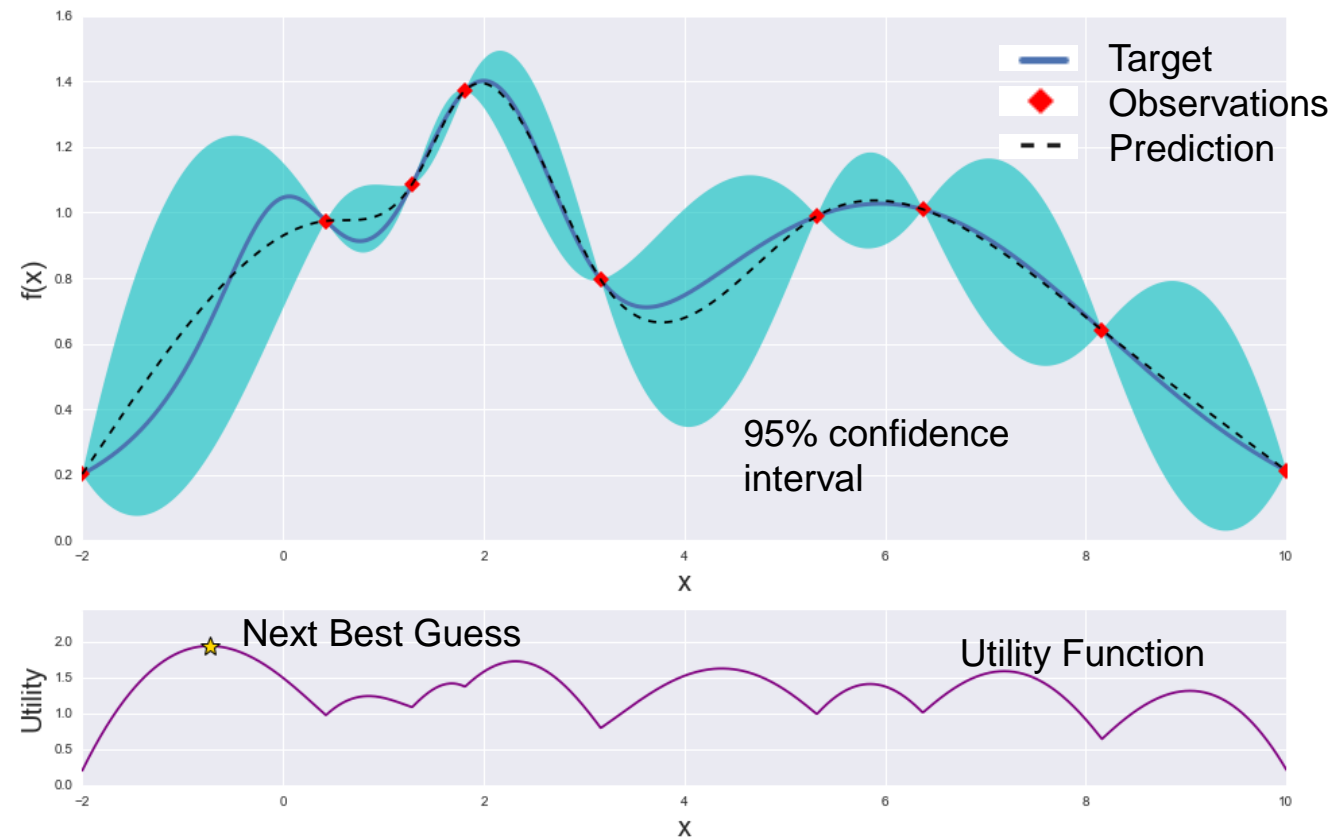 1.6
1.4
1.2
1.0
0.8
0.6
0.4
0.2
0.0
f(x)
Target
Observations
Prediction
95% confidence
interval
−2
0
2
4
6
8
10
X
Next Best Guess
Utility Function
2.0
1.5
1.0
0.5
0.0
Utility
−2
0
2
4
6
8
10
X